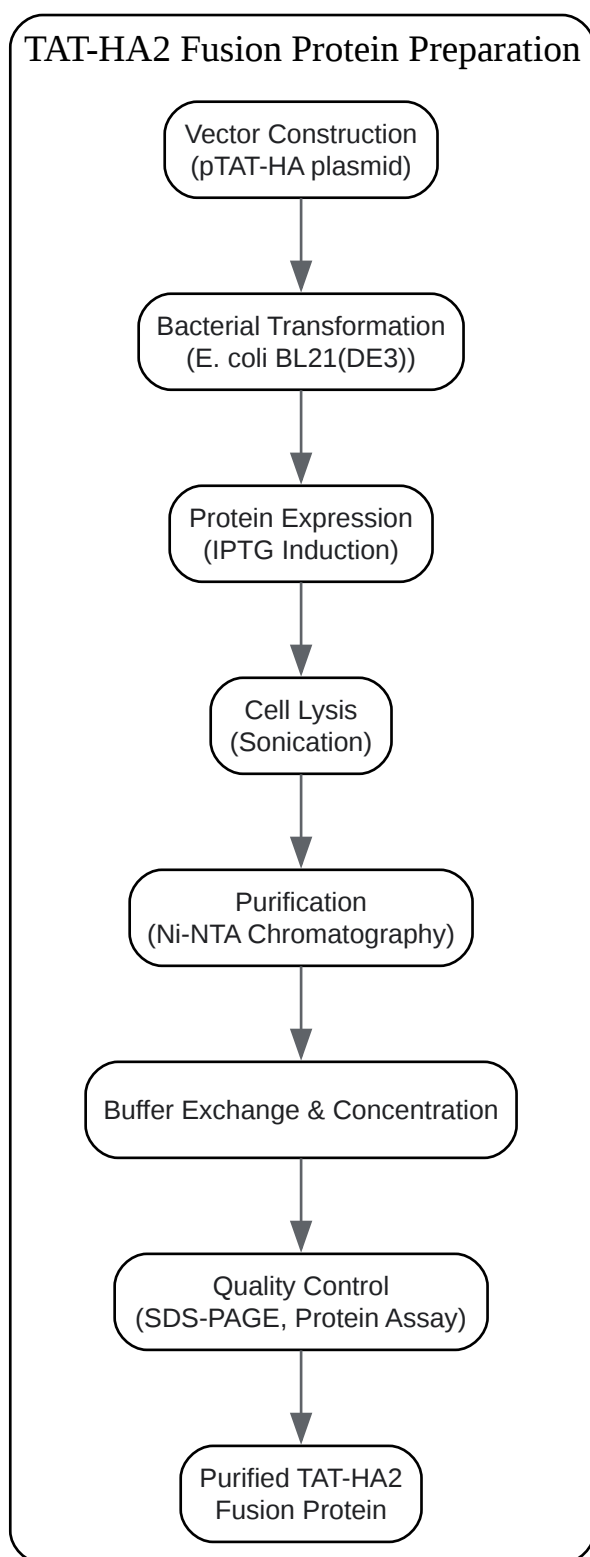 TAT-HA2 Fusion Protein Preparation
Vector Construction
(pTAT-HA plasmid)
Bacterial Transformation
(E. coli BL21(DE3))
Protein Expression
(IPTG Induction)
Cell Lysis
(Sonication)
Purification
(Ni-NTA Chromatography)
Buffer Exchange & Concentration
Quality Control
(SDS-PAGE, Protein Assay)
Purified TAT-HA2
Fusion Protein